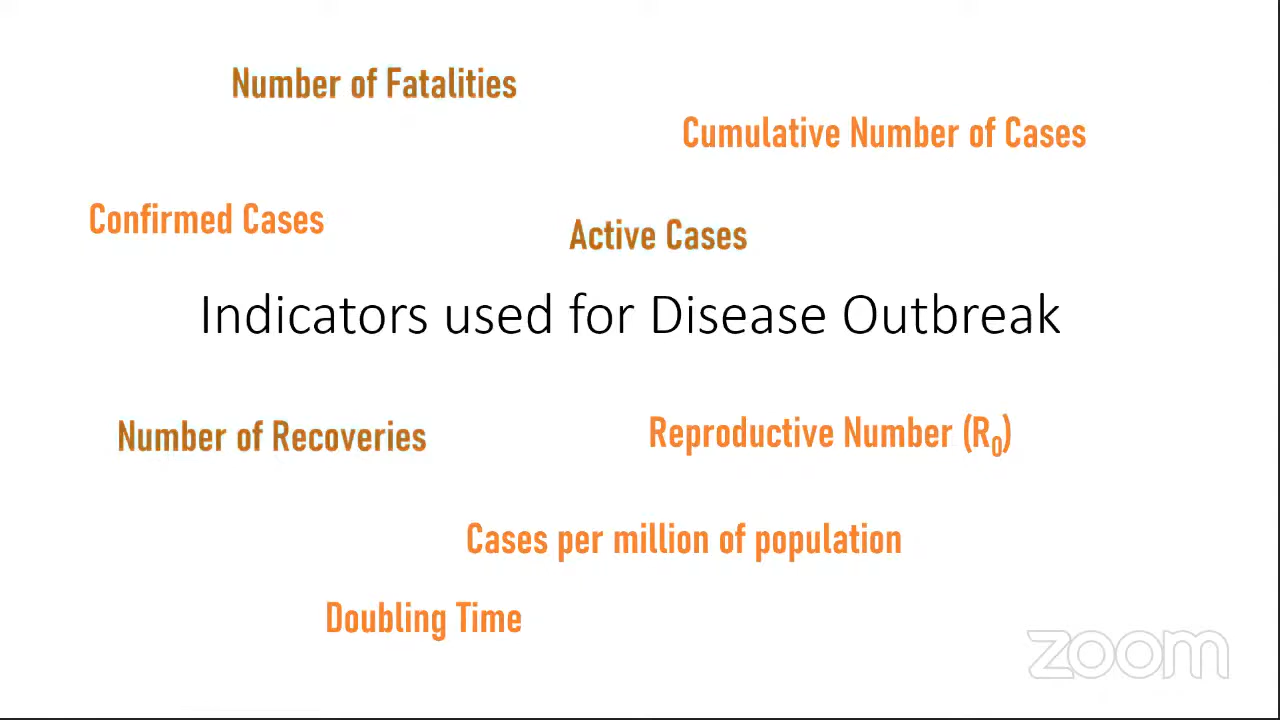 Number of Fatalities
Cumulative Number of Cases
Confirmed Cases
Active Cases
Indicators used for Disease Outbreak
Number of Recoveries
Reproductive Number (R₀)
Cases per million of population
Doubling Time
zoom